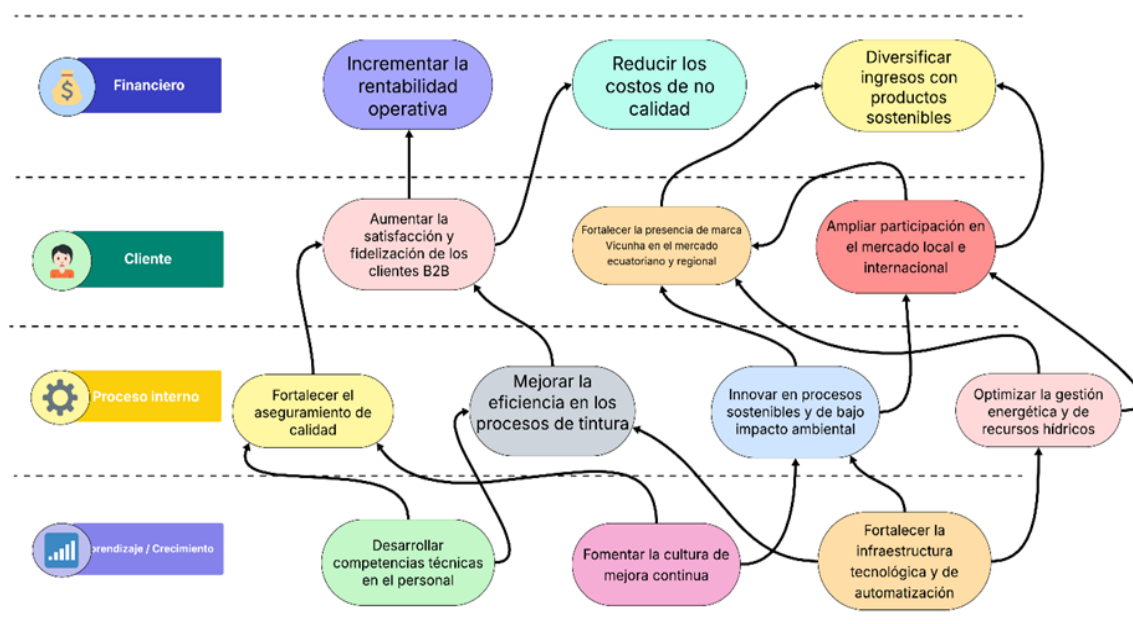 Financiero
Incrementar la
rentabilidad
operativa
Reducir los
costos de no
calidad
Diversificar
ingresos con
productos
sostenibles
Cliente
Aumentar la
satisfacción y
fidelización de los
clientes B2B
Fortalecer la presencia de marca
Vicunha en el mercado
ecuatoriano y regional
Ampliar participación en
el mercado local e
internacional
Proceso interno
Fortalecer el
aseguramiento de
calidad
Mejorar la
eficiencia en los
procesos de tintura
Innovar en procesos
sostenibles y de bajo
impacto ambiental
Optimizar la gestión
energética y de
recursos hídricos
rendizaje / Crecimiento
Desarrollar
competencias técnicas
en el personal
Fomentar la cultura de
mejora continua
Fortalecer la
infraestructura
tecnológica y de
automatización